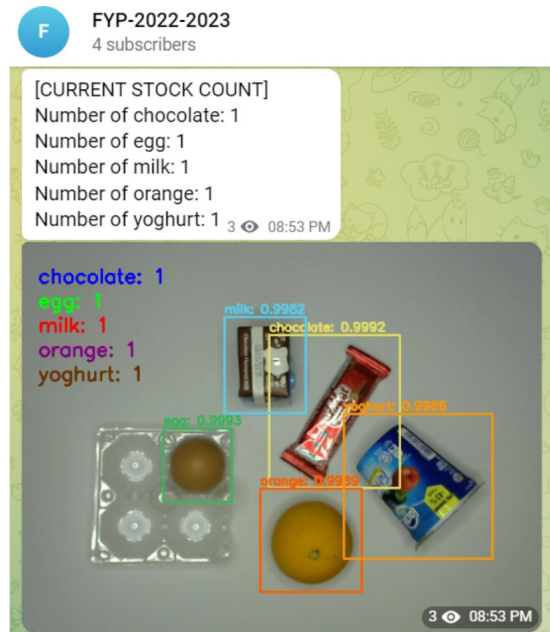 F
FYP-2022-2023
4 subscribers
[CURRENT STOCK COUNT]
Number of chocolate: 1
Number of egg: 1
Number of milk: 1
Number of orange: 1
Number of yoghurt: 1
3 08:53 PM
chocolate: 1
egg: 1
milk: 1
orange: 1
yoghurt: 1
milk: 0.9982
chocolate: 0.9992
yoghurt: 0.9988
egg: 0.9993
orange: 0.9989
3 08:53 PM